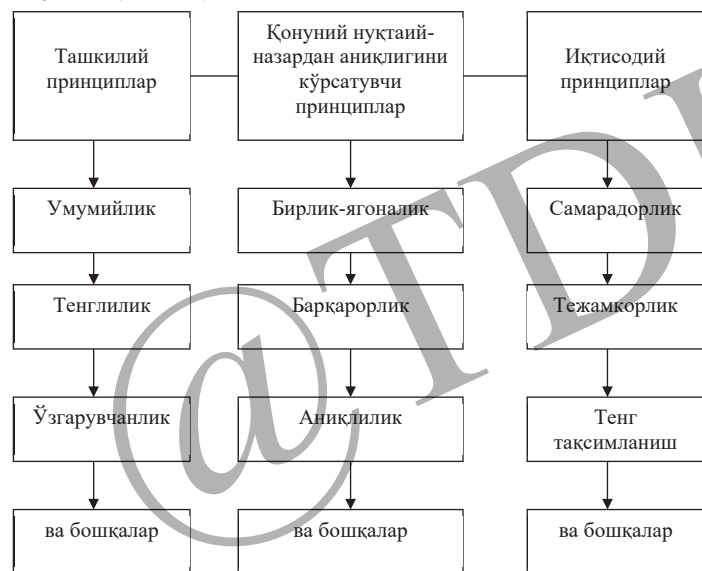 Ташкилий
принциплар
Қонуний нуқтаий-
назардан аниқлигини
кўрсатувчи
принциплар
Иқтисодий
принциплар
Умумийлик
Бирлик-ягоналик
Самарадорлик
Тенглилик
Барқарорлик
Тежамкорлик
Ўзгарувчанлик
Аниқлилик
Тенг
тақсимланиш
ва бошқалар
ва бошқалар
ва бошқалар
@TD